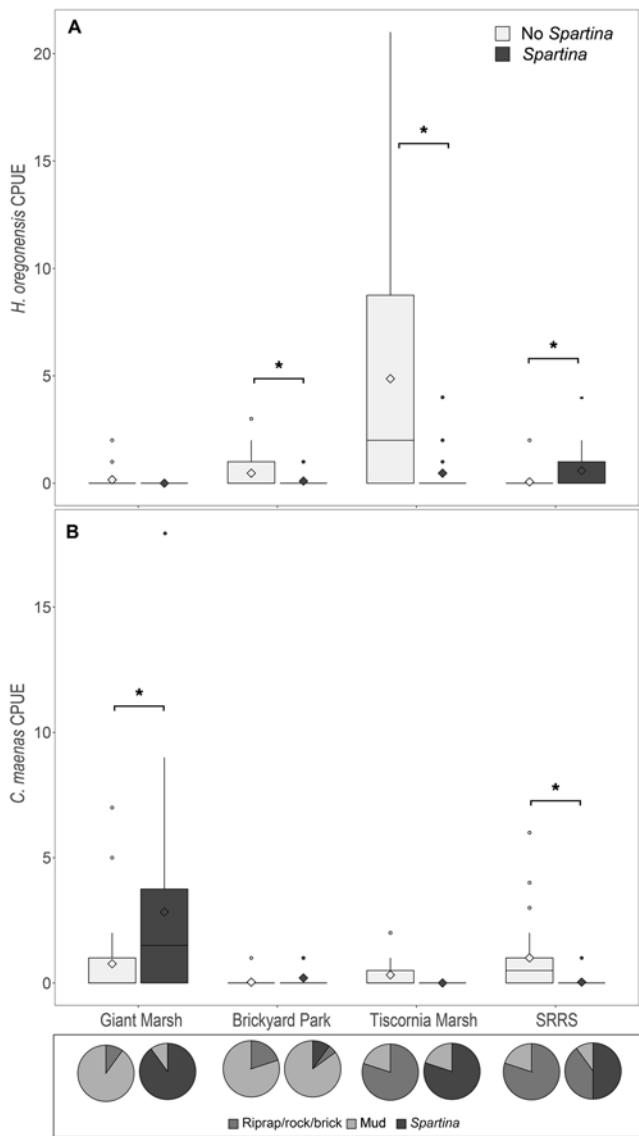 A
No Spartina
Spartina
20
15
10
5
0
H. oregonensis CPUE
*
*
*
B
15
10
5
0
C. maenas CPUE
*
*
Giant Marsh Brickyard Park Tiscornia Marsh SRRS
Riprap/rock/brick Mud Spartina